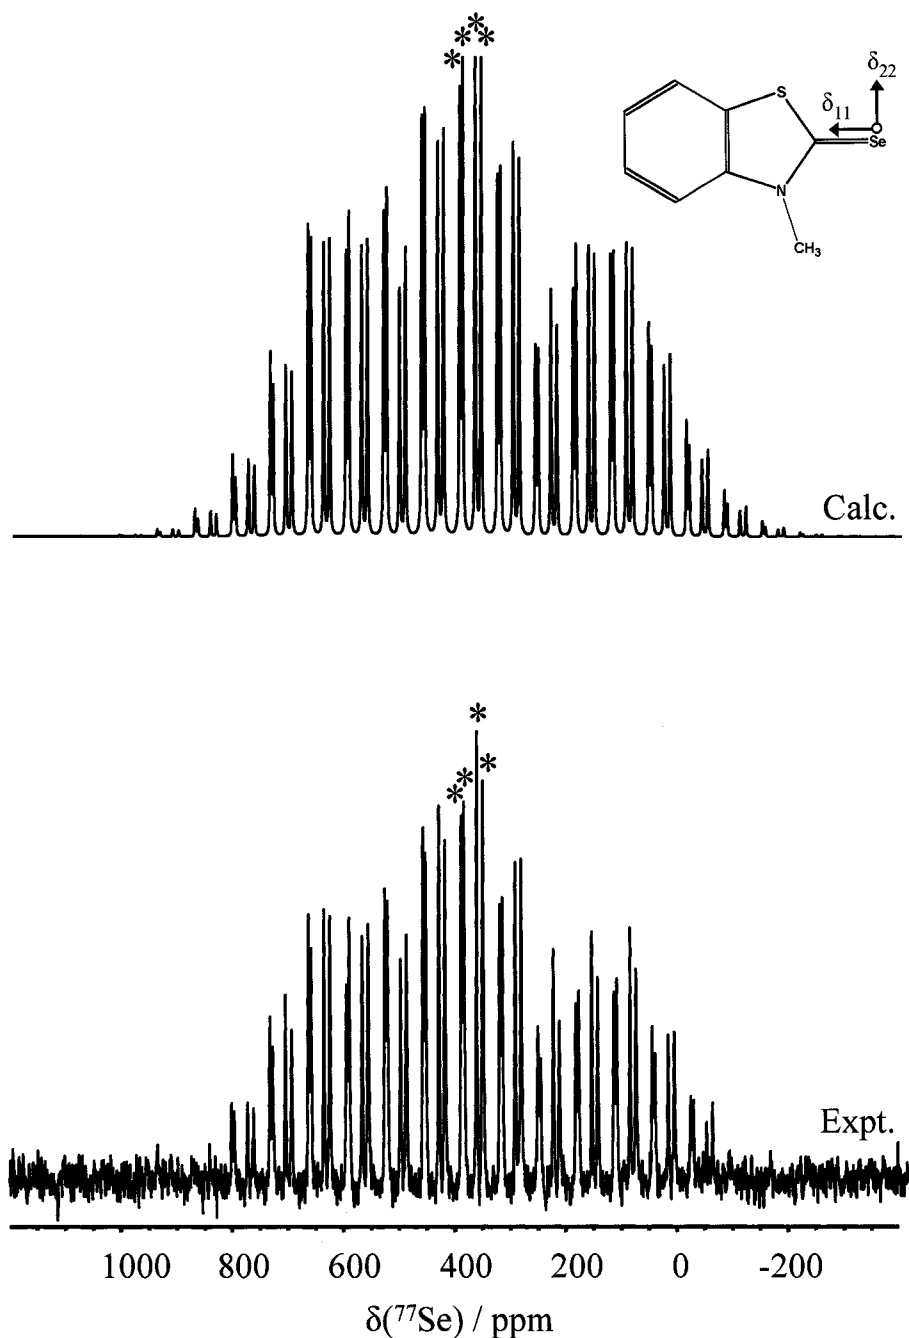 * * * *
S
δ₂₂
δ₁₁
Se
N
CH₃
Calc.
* * * *
Expt.
1000 800 600 400 200 0 -200
δ(⁷⁷Se) / ppm